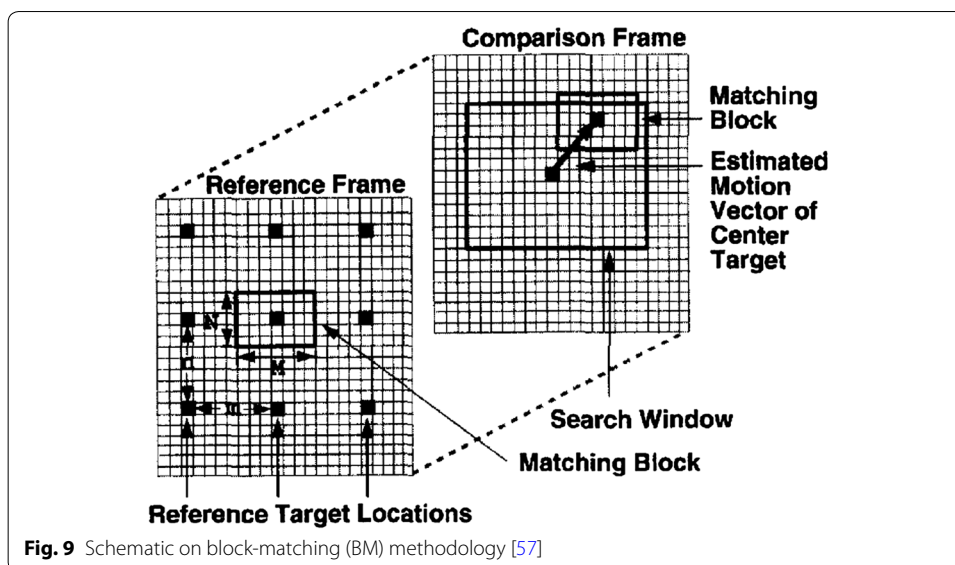 Comparison Frame
Matching
Block
Estimated
Motion
Vector of
Center
Target
Reference Frame
N
M
n
m
Search Window
Matching Block
Reference Target Locations
Fig. 9 Schematic on block-matching (BM) methodology [57]